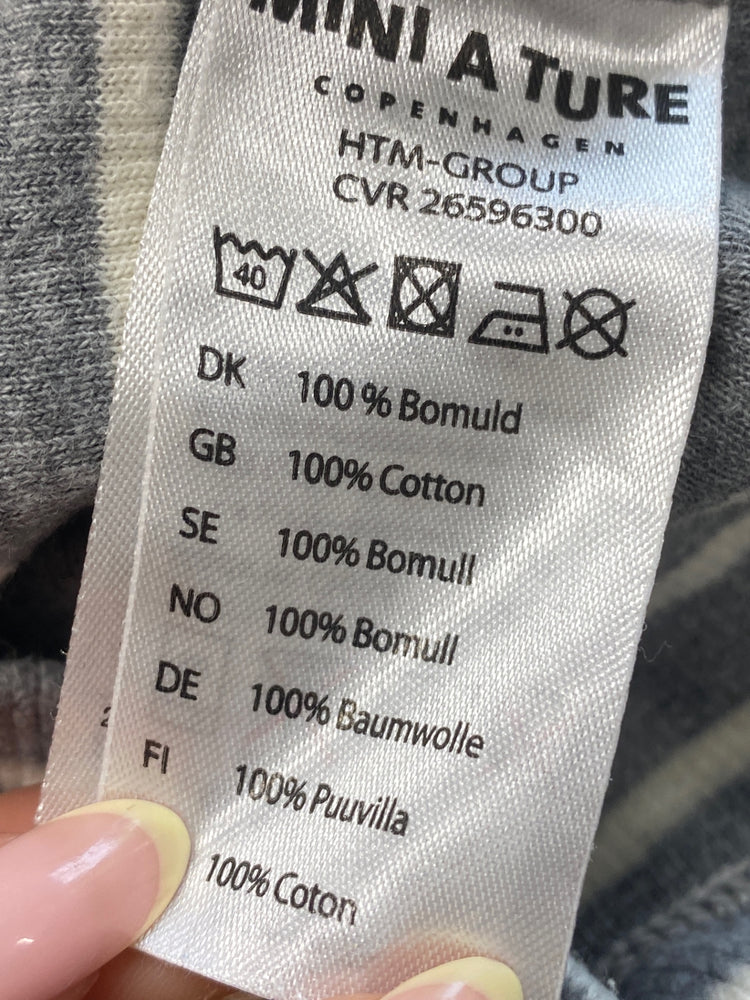 MINI A TURE
COPENHAGEN
HTM-GROUP
CVR 26596300
40
DK 100 % Bomuld
GB 100% Cotton
SE 100% Bomull
NO 100% Bomull
DE 100% Baumwolle
FI 100% Puuvilla
100% Coton